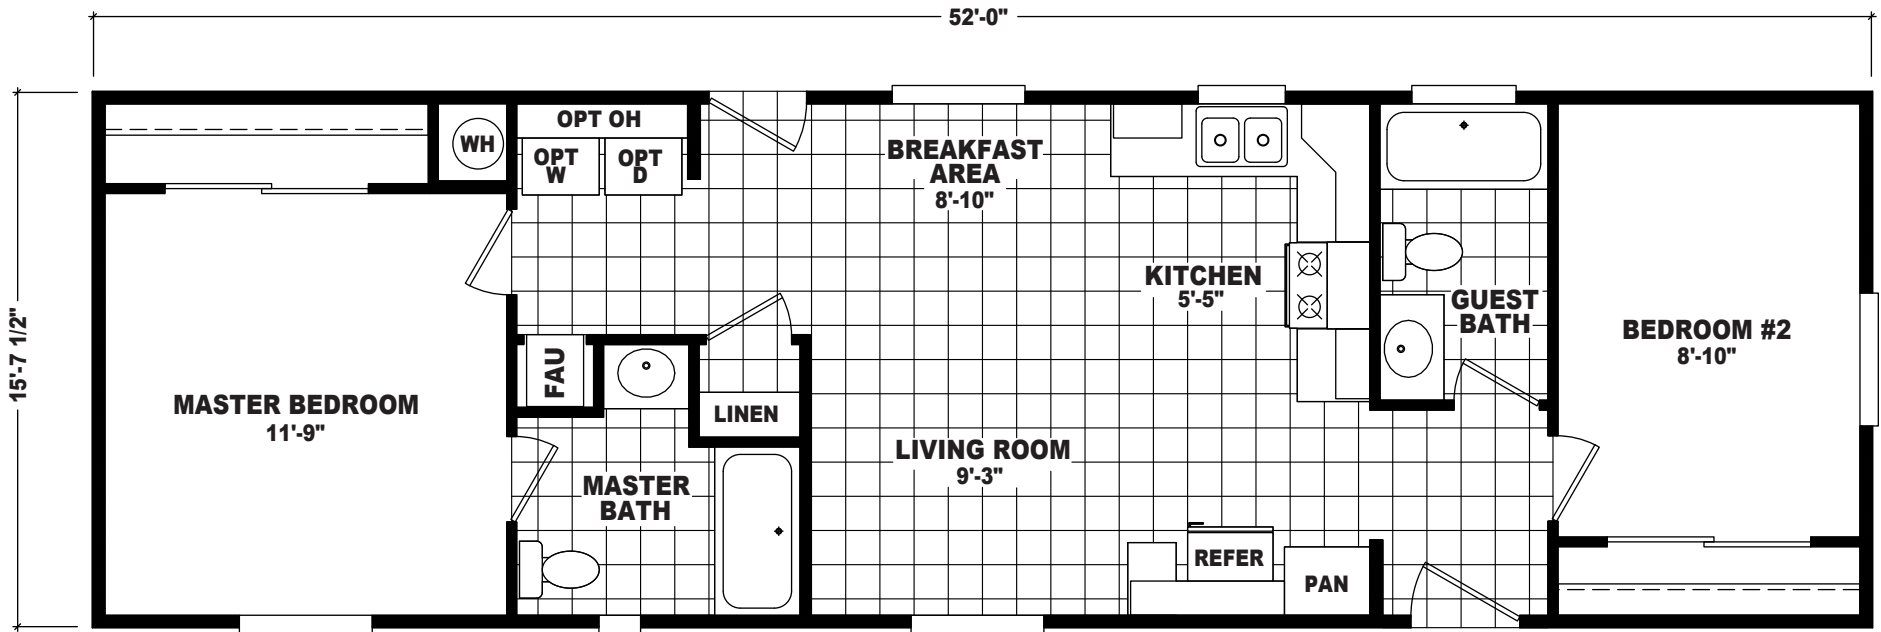 52'-0"
15'-7 1/2"
WH
OPT OH
OPT
W
OPT
D
BREAKFAST
AREA
8'-10"
KITCHEN
5'-5"
GUEST
BATH
BEDROOM #2
8'-10"
MASTER BEDROOM
11'-9"
FAU
LINEN
LIVING ROOM
9'-3"
MASTER
BATH
REFER
PAN